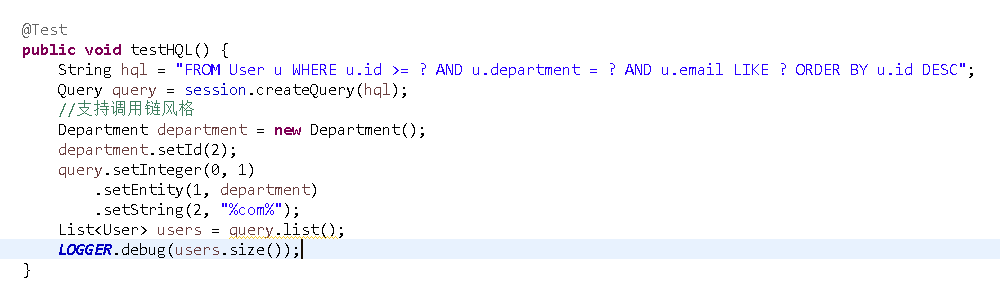 @Test
public void testHQL() {
    String hql = "FROM User u WHERE u.id >= ? AND u.department = ? AND u.email LIKE ? ORDER BY u.id DESC";
    Query query = session.createQuery(hql);
    //支持调用链风格
    Department department = new Department();
    department.setId(2);
    query.setInteger(0, 1)
        .setEntity(1, department)
        .setString(2, "%com%");
    List<User> users = query.list();
    LOGGER.debug(users.size());
}